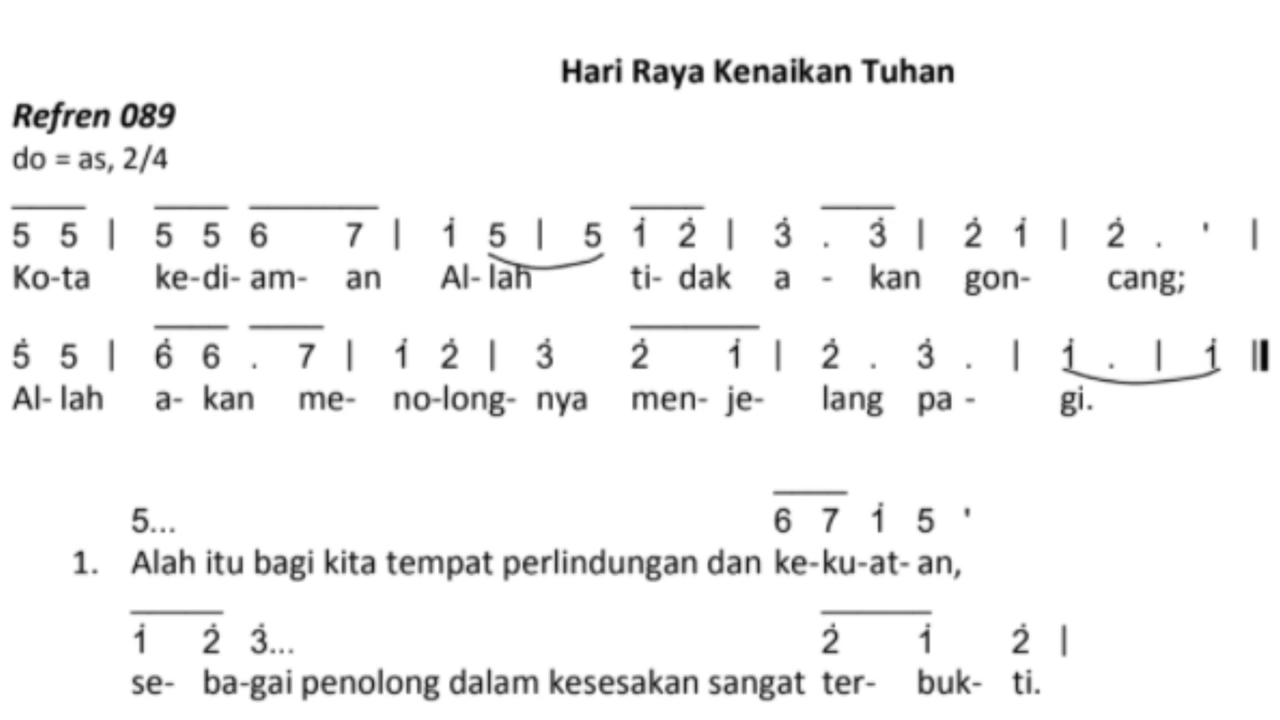 Hari Raya Kenaikan Tuhan
Refren 089
do = as, 2/4
5 5 | 5 5 6 7 | 1̇ 5 | 5 1̇ 2̇ | 3̇ . 3̇ | 2̇ 1̇ | 2̇ . ' |
Ko-ta ke-di- am- an Al- lah ti- dak a - kan gon- cang;
5̇ 5 | 6̇ 6 . 7 | 1̇ 2̇ | 3̇ 2̇ 1̇ | 2̇ . 3̇ . | 1̇ . | 1̇ ||
Al- lah a- kan me- no-long- nya men- je- lang pa - gi.
5... 6 7 1̇ 5 '
1. Alah itu bagi kita tempat perlindungan dan ke-ku-at- an,
1̇ 2̇ 3̇... 2̇ 1̇ 2̇ |
se- ba-gai penolong dalam kesesakan sangat ter- buk- ti.